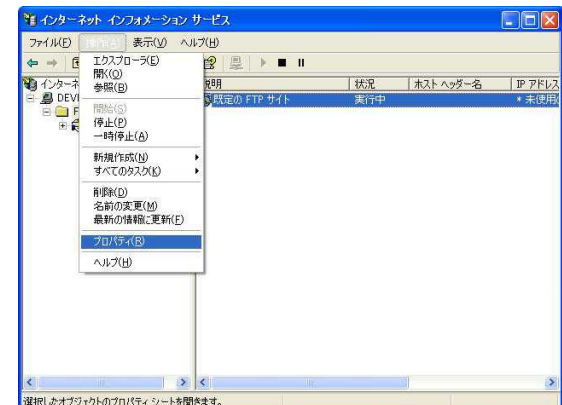 インターネット インフォメーション サービス
ファイル(F) 操作(A) 表示(V) ヘルプ(H)
エクスプローラ(E)
開く(O)
参照(B)
開始(S)
停止(P)
一時停止(A)
新規作成(N)
すべてのタスク(K)
削除(D)
名前の変更(M)
最新の情報に更新(F)
プロパティ(R)
ヘルプ(H)
インターネ
DEVE
F
説明 状況 ホスト ヘッダー名 IP アドレス
既定の FTP サイト 実行中 * 未使用の
選択したオブジェクトのプロパティ シートを開きます。